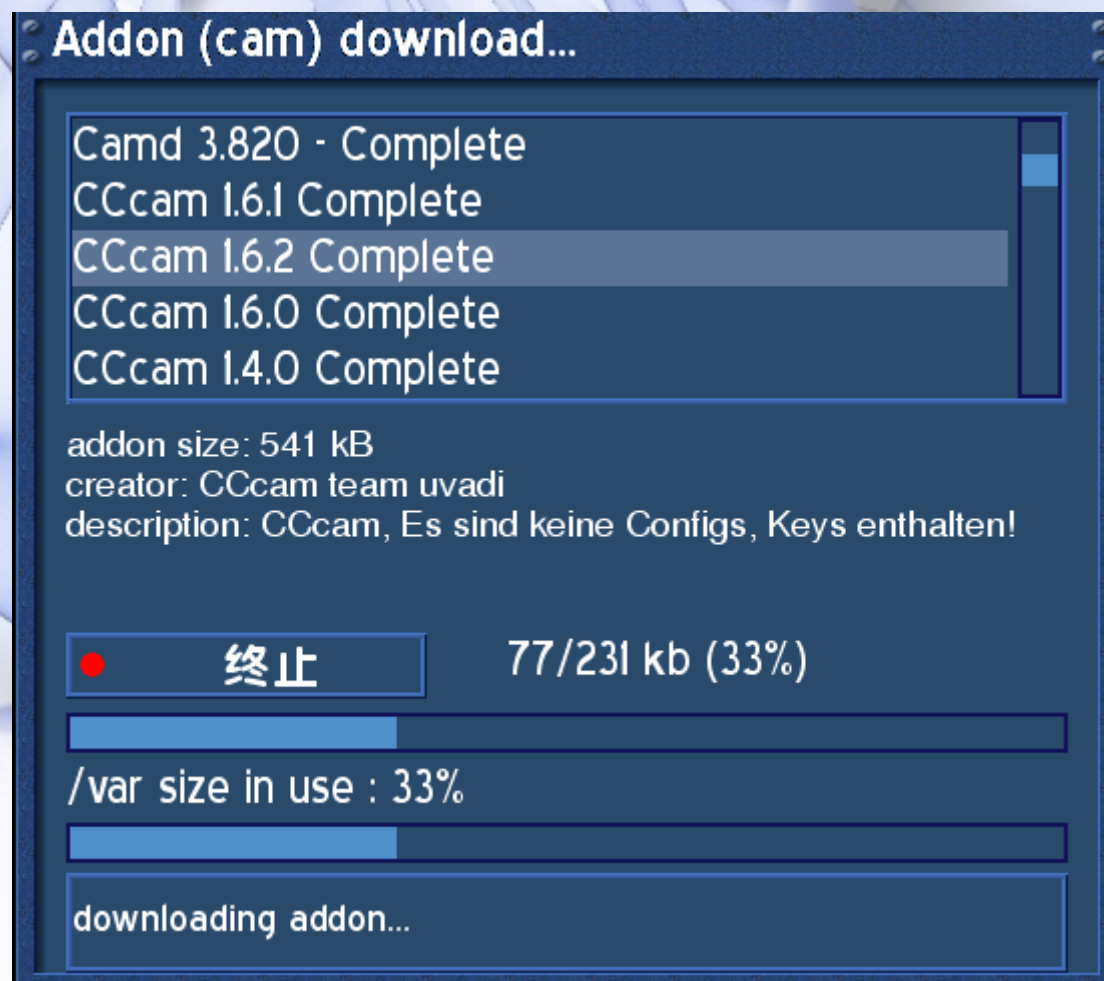 Addon (cam) download...
Camd 3.820 - Complete
CCcam 1.6.1 Complete
CCcam 1.6.2 Complete
CCcam 1.6.0 Complete
CCcam 1.4.0 Complete
addon size: 541 kB
creator: CCcam team uvadi
description: CCcam, Es sind keine Configs, Keys enthalten!
终止 77/231 kb (33%)
/var size in use : 33%
downloading addon...